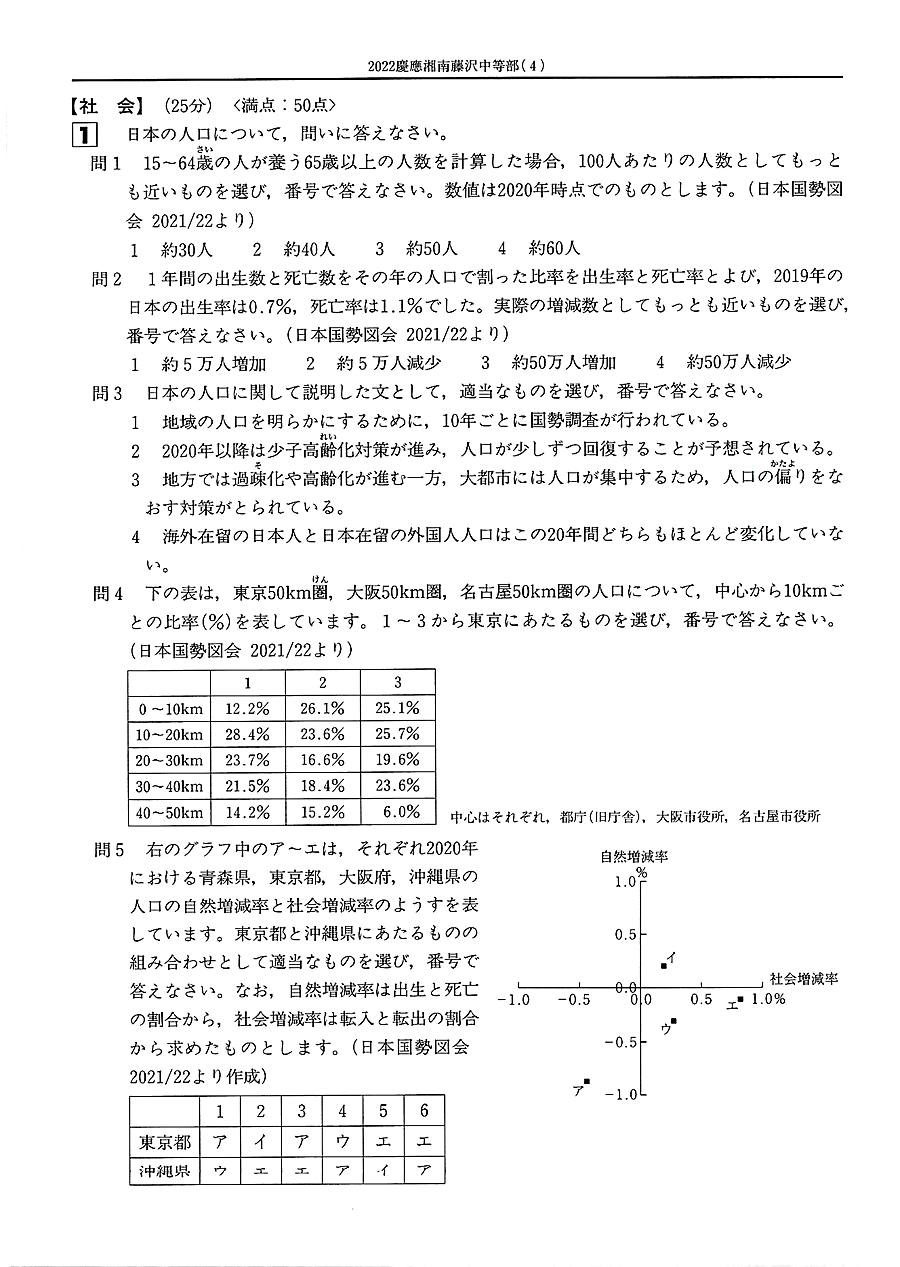 2022慶應湘南藤沢中等部(4)
【社 会】 (25分) 〈満点:50点〉
1 日本の人口について,問いに答えなさい。
問1 15~64歳の人が養う65歳以上の人数を計算した場合,100人あたりの人数としてもっと
さい
も近いものを選び,番号で答えなさい。数値は2020年時点でのものとします。(日本国勢図
会 2021/22より)
1 約30人 2 約40人 3 約50人 4 約60人
問2 1年間の出生数と死亡数をその年の人口で割った比率を出生率と死亡率とよび,2019年の
日本の出生率は0.7%,死亡率は1.1%でした。実際の増減数としてもっとも近いものを選び,
番号で答えなさい。(日本国勢図会 2021/22より)
1 約5万人増加 2 約5万人減少 3 約50万人増加 4 約50万人減少
問3 日本の人口に関して説明した文として,適当なものを選び,番号で答えなさい。
1 地域の人口を明らかにするために,10年ごとに国勢調査が行われている。
2 2020年以降は少子高齢化対策が進み,人口が少しずつ回復することが予想されている。
れい
3 地方では過疎化や高齢化が進む一方,大都市には人口が集中するため,人口の偏りをな
そ かたよ
おす対策がとられている。
4 海外在留の日本人と日本在留の外国人人口はこの20年間どちらもほとんど変化していな
い。
問4 下の表は,東京50km圏,大阪50km圏,名古屋50km圏の人口について,中心から10kmご
けん
との比率(%)を表しています。1~3から東京にあたるものを選び,番号で答えなさい。
(日本国勢図会 2021/22より)
1 2 3
0~10km 12.2% 26.1% 25.1%
10~20km 28.4% 23.6% 25.7%
20~30km 23.7% 16.6% 19.6%
30~40km 21.5% 18.4% 23.6%
40~50km 14.2% 15.2% 6.0%
中心はそれぞれ,都庁(旧庁舎),大阪市役所,名古屋市役所
問5 右のグラフ中のア~エは,それぞれ2020年
における青森県,東京都,大阪府,沖縄県の
人口の自然増減率と社会増減率のようすを表
しています。東京都と沖縄県にあたるものの
組み合わせとして適当なものを選び,番号で
答えなさい。なお,自然増減率は出生と死亡
の割合から,社会増減率は転入と転出の割合
から求めたものとします。(日本国勢図会
2021/22より作成)
1 2 3 4 5 6
東京都 ア イ ア ウ エ エ
沖縄県 ウ エ エ ア イ ア
自然増減率
%
1.0
0.5
イ
社会増減率
0.0
-1.0 -0.5 0.0 0.5 1.0%
エ
ウ
-0.5
ア
-1.0